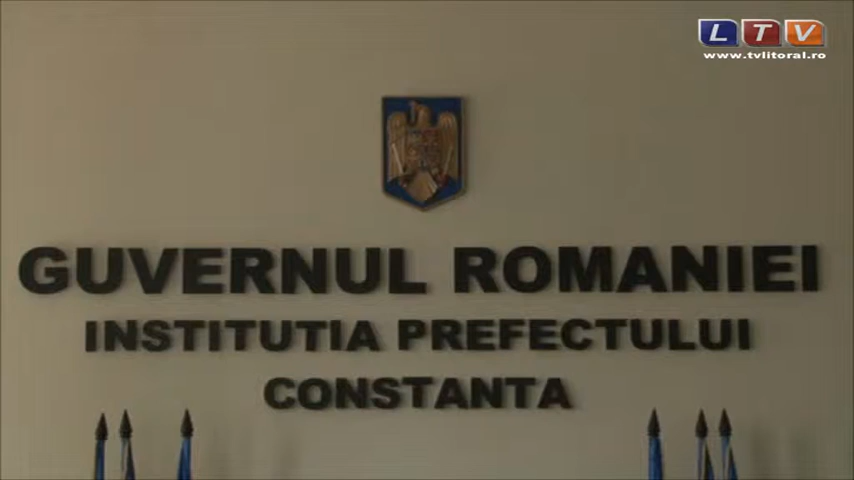 LTV
www.tvlitoral.ro
GUVERNUL ROMANIEI
INSTITUTIA PREFECTULUI
CONSTANTA